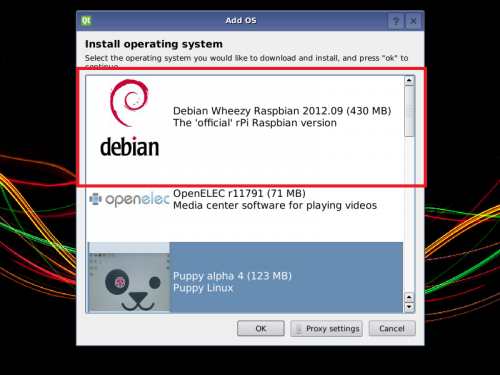 Qt
Add OS
?
×
Install operating system
Select the operating system you would like to download and install, and press "ok" to
continue.
Debian Wheezy Raspbian 2012.09 (430 MB)
The 'official' rPi Raspbian version
debian
OpenELEC r11791 (71 MB)
openelec
Media center software for playing videos
Puppy alpha 4 (123 MB)
Puppy Linux
OK
Proxy settings
Cancel